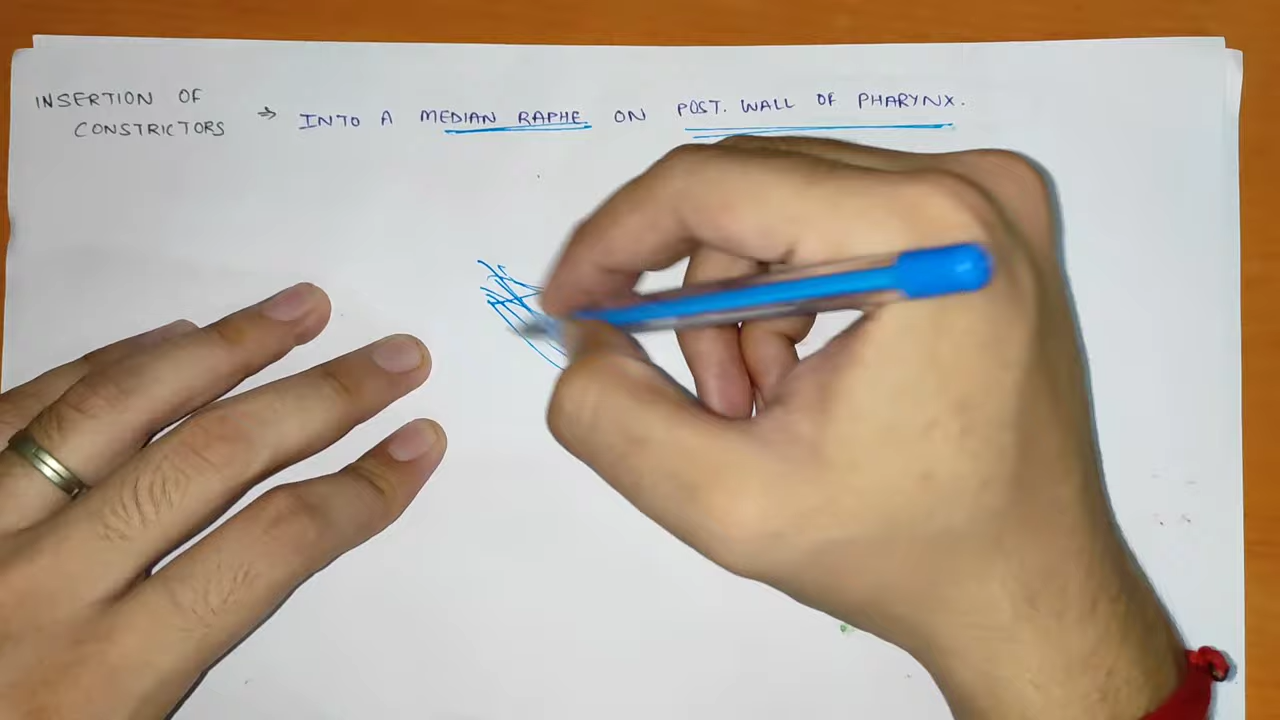 INSERTION OF
CONSTRICTORS ⇒ INTO A MEDIAN RAPHE ON POST. WALL OF PHARYNX.